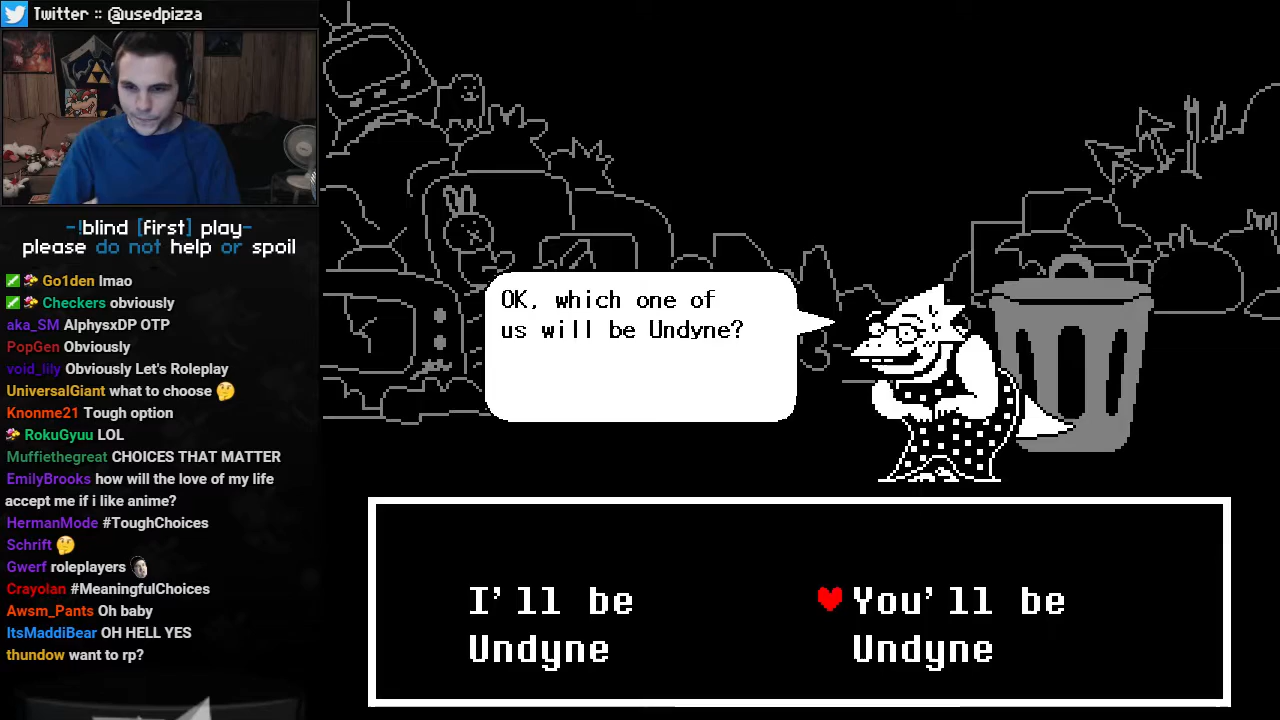 Twitter :: @usedpizza
-!blind [first] play-
please do not help or spoil
Go1den lmao
Checkers obviously
aka_SM AlphysxDP OTP
PopGen Obviously
void_lily Obviously Let's Roleplay
UniversalGiant what to choose 🤔
Knonme21 Tough option
RokuGyuu LOL
Muffiethegreat CHOICES THAT MATTER
EmilyBrooks how will the love of my life
accept me if i like anime?
HermanMode #ToughChoices
Schrift 🤔
Gwerf roleplayers
Crayolan #MeaningfulChoices
Awsm_Pants Oh baby
ItsMaddiBear OH HELL YES
thundow want to rp?
OK, which one of
us will be Undyne?
I'll be
Undyne
You'll be
Undyne